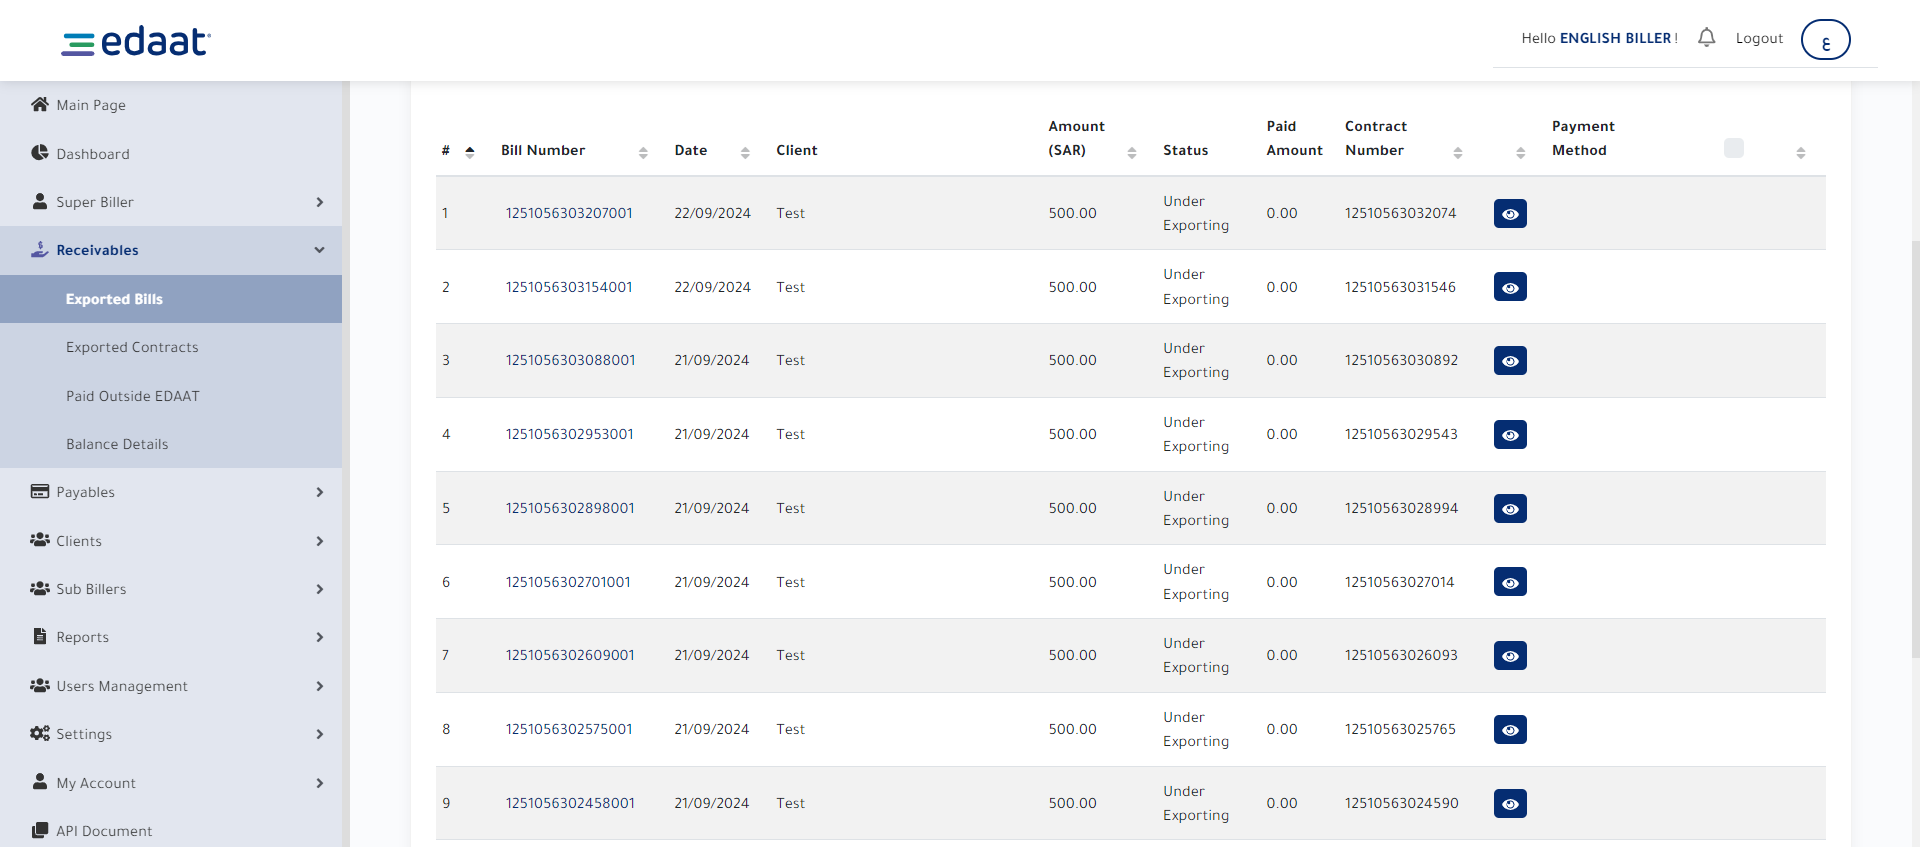 edaat
Hello ENGLISH BILLER !
Logout
ع
Main Page
Dashboard
Super Biller
Receivables
Exported Bills
Exported Contracts
Paid Outside EDAAT
Balance Details
Payables
Clients
Sub Billers
Reports
Users Management
Settings
My Account
API Document
# Bill Number Date Client Amount (SAR) Status Paid Amount Contract Number Payment Method
1 1251056303207001 22/09/2024 Test 500.00 Under Exporting 0.00 12510563032074
2 1251056303154001 22/09/2024 Test 500.00 Under Exporting 0.00 12510563031546
3 1251056303088001 21/09/2024 Test 500.00 Under Exporting 0.00 12510563030892
4 1251056302953001 21/09/2024 Test 500.00 Under Exporting 0.00 12510563029543
5 1251056302898001 21/09/2024 Test 500.00 Under Exporting 0.00 12510563028994
6 1251056302701001 21/09/2024 Test 500.00 Under Exporting 0.00 12510563027014
7 1251056302609001 21/09/2024 Test 500.00 Under Exporting 0.00 12510563026093
8 1251056302575001 21/09/2024 Test 500.00 Under Exporting 0.00 12510563025765
9 1251056302458001 21/09/2024 Test 500.00 Under Exporting 0.00 12510563024590